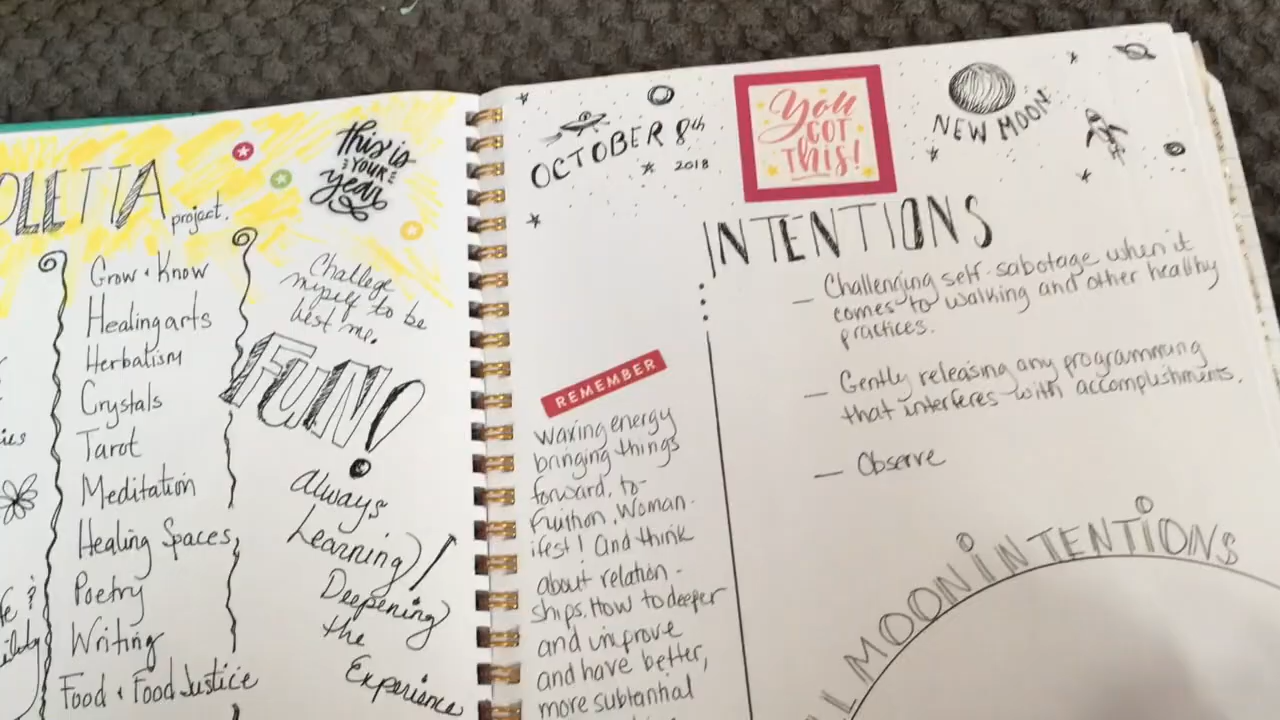 OLETTA project.
this is
YOUR
year
Grow + Know
Healing arts
Herbalism
Crystals
Tarot
Meditation
Healing Spaces
Poetry
Writing
Food + Food Justice
Challege
myself to be
best me.
FUN!
Always
Learning!
Deepening
the
Experience
OCTOBER 8th
2018
You
GOT
THIS!
NEW MOON
INTENTIONS
— Challenging self-sabotage when it
comes to walking and other healthy
practices.
— Gently releasing any programming
that interferes with accomplishments.
— Observe
REMEMBER
Waxing energy
bringing things
forward, to-
Fruition. Woman-
ifest! And think
about relation-
ships. How to deeper
and improve
and have better,
more substantial
L MOON INTENTIONS